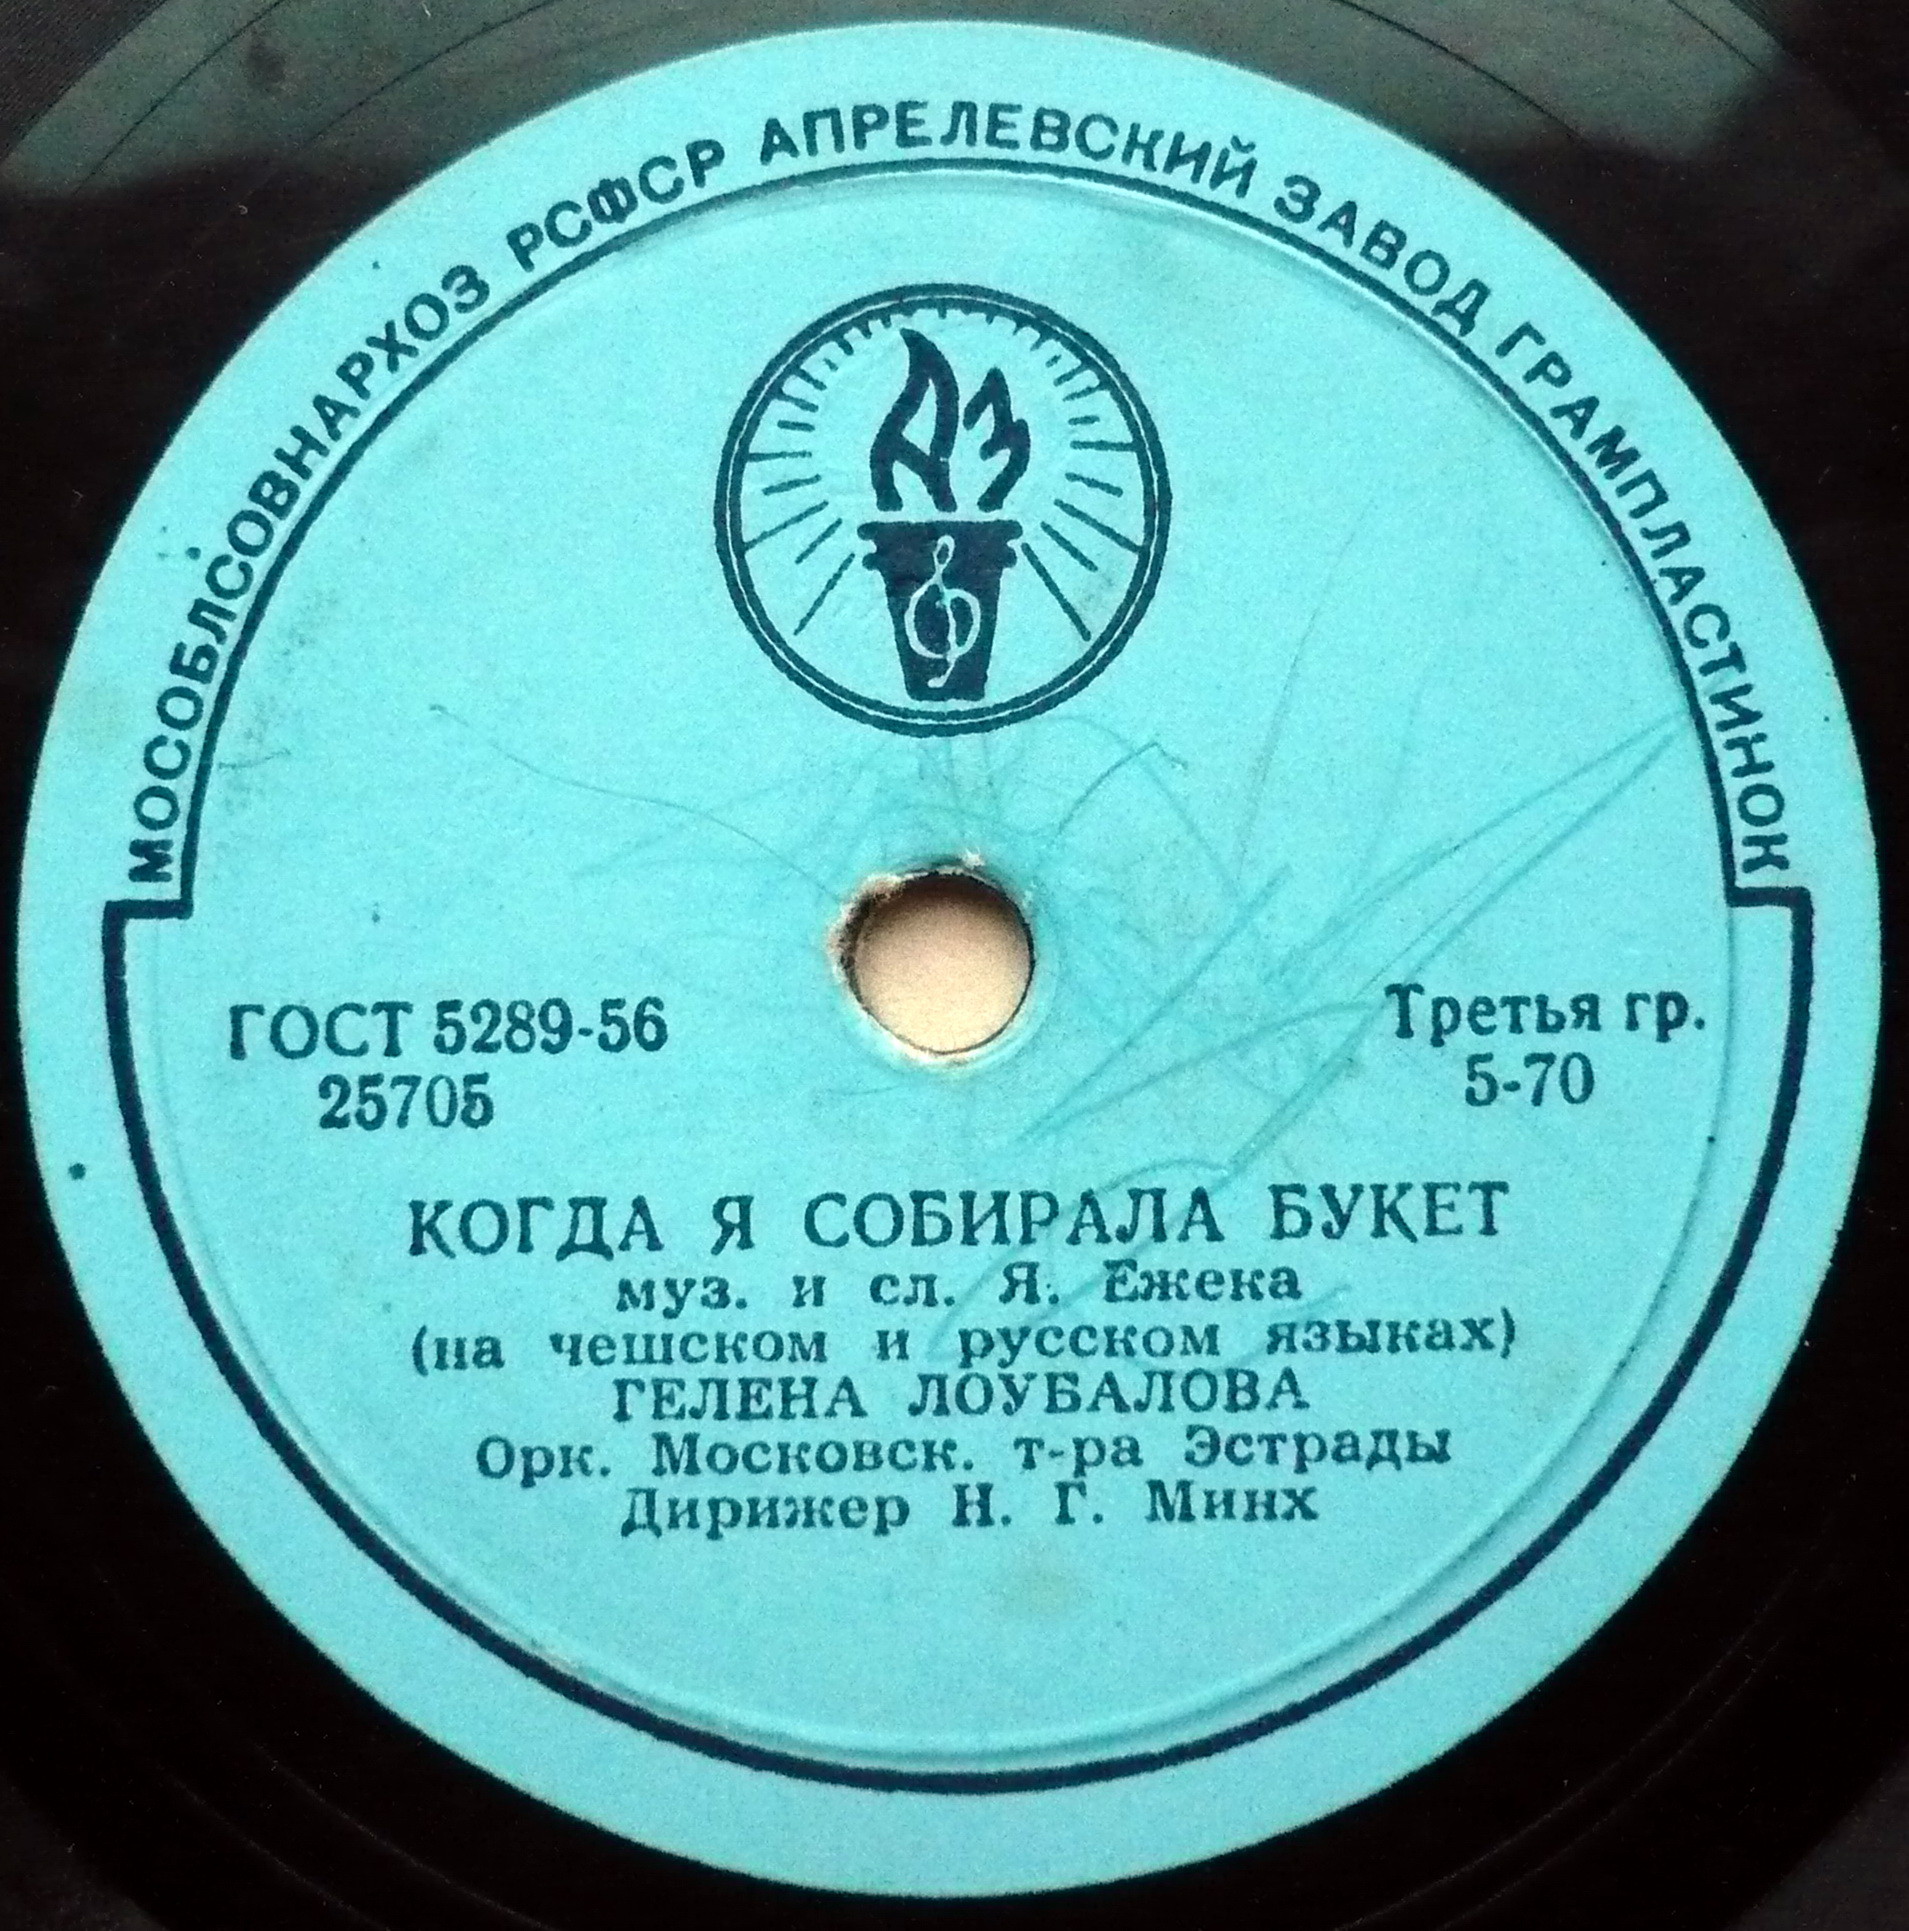 МОСОБЛСОВНАРХОЗ РСФСР АПРЕЛЕВСКИЙ ЗАВОД ГРАМПЛАСТИНОК
АЗ
ГОСТ 5289-56
25705
Третья гр.
5-70
КОГДА Я СОБИРАЛА БУКЕТ
муз. и сл. Я. Ежека
(на чешском и русском языках)
ГЕЛЕНА ЛОУБАЛОВА
Орк. Московск. т-ра Эстрады
Дирижер Н. Г. Минх